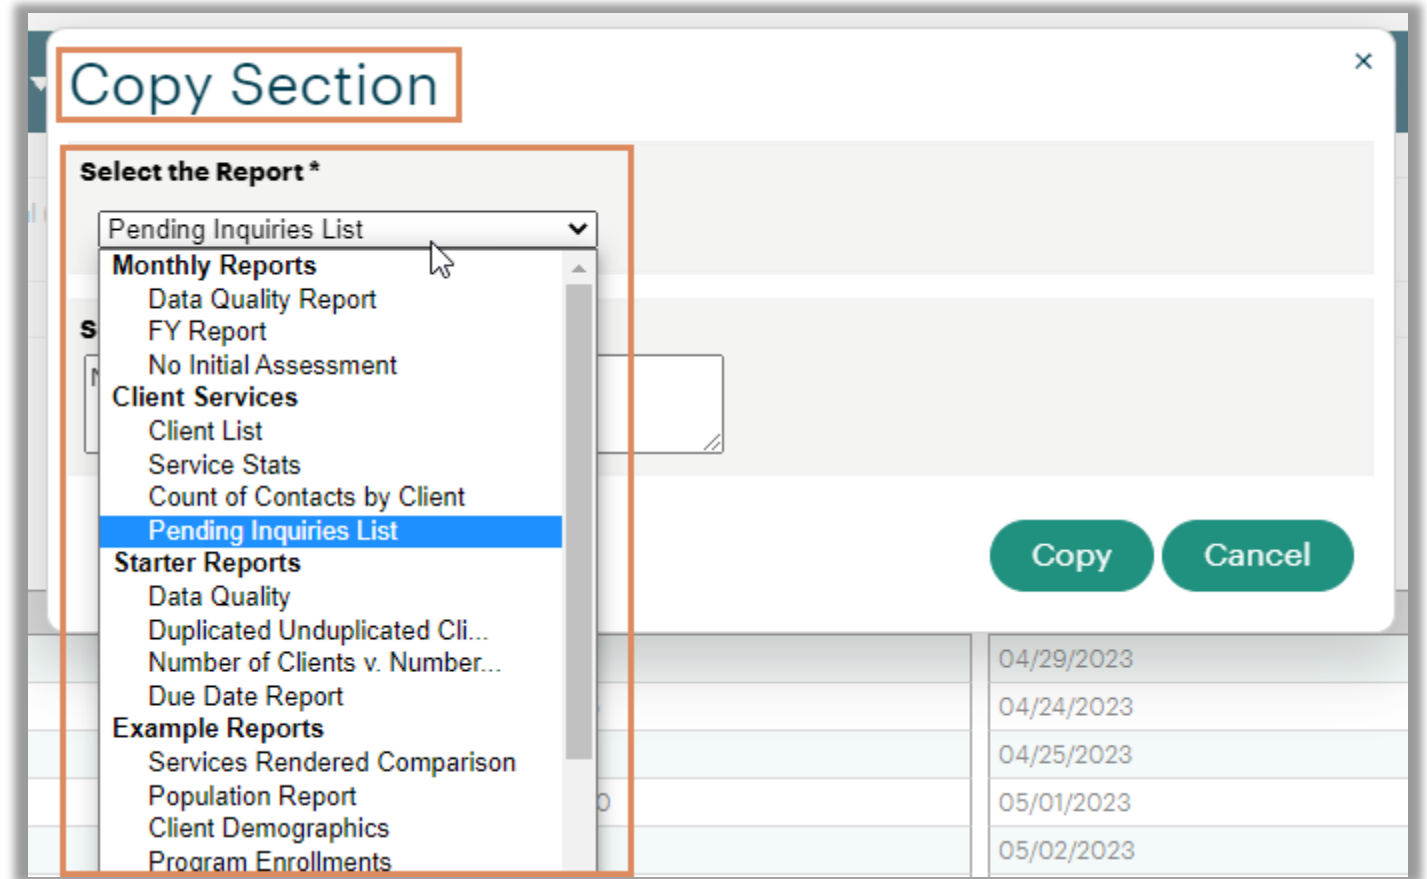 Copy Section
×
Select the Report *
Pending Inquiries List
Monthly Reports
Data Quality Report
FY Report
No Initial Assessment
Client Services
Client List
Service Stats
Count of Contacts by Client
Pending Inquiries List
Starter Reports
Data Quality
Duplicated Unduplicated Cli...
Number of Clients v. Number...
Due Date Report
Example Reports
Services Rendered Comparison
Population Report
Client Demographics
Program Enrollments
Copy
Cancel
04/29/2023
04/24/2023
04/25/2023
05/01/2023
05/02/2023